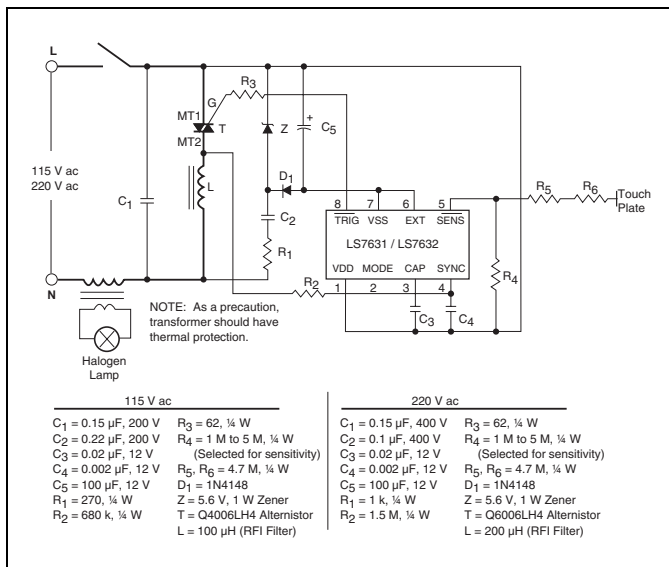 L
R3
G
MT1
T
MT2
Z
+
C5
115 V ac
220 V ac
C1
L
D1
C2
R1
8 7 6 5
TRIG VSS EXT SENS
LS7631 / LS7632
VDD MODE CAP SYNC
1 2 3 4
R5
R6
Touch
Plate
R4
R2
C3
C4
N
NOTE: As a precaution,
transformer should have
thermal protection.
Halogen
Lamp
115 V ac
C1 = 0.15 µF, 200 V
C2 = 0.22 µF, 200 V
C3 = 0.02 µF, 12 V
C4 = 0.002 µF, 12 V
C5 = 100 µF, 12 V
R1 = 270, ¼ W
R2 = 680 k, ¼ W
R3 = 62, ¼ W
R4 = 1 M to 5 M, ¼ W
(Selected for sensitivity)
R5, R6 = 4.7 M, ¼ W
D1 = 1N4148
Z = 5.6 V, 1 W Zener
T = Q4006LH4 Alternistor
L = 100 µH (RFI Filter)
220 V ac
C1 = 0.15 µF, 400 V
C2 = 0.1 µF, 400 V
C3 = 0.02 µF, 12 V
C4 = 0.002 µF, 12 V
C5 = 100 µF, 12 V
R1 = 1 k, ¼ W
R2 = 1.5 M, ¼ W
R3 = 62, ¼ W
R4 = 1 M to 5 M, ¼ W
(Selected for sensitivity)
R5, R6 = 4.7 M, ¼ W
D1 = 1N4148
Z = 5.6 V, 1 W Zener
T = Q6006LH4 Alternistor
L = 200 µH (RFI Filter)